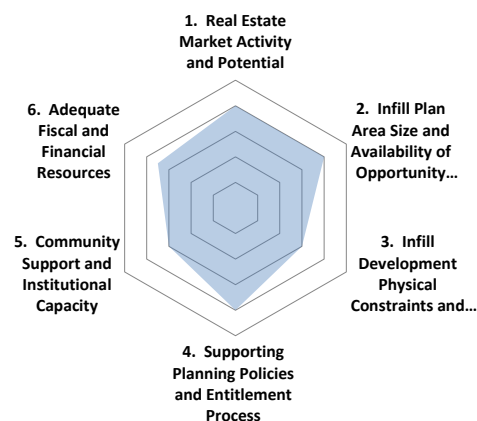 1. Real Estate
Market Activity
and Potential
2. Infill Plan
Area Size and
Availability of
Opportunity…
3. Infill
Development
Physical
Constraints and…
4. Supporting
Planning Policies
and Entitlement
Process
5. Community
Support and
Institutional
Capacity
6. Adequate
Fiscal and
Financial
Resources